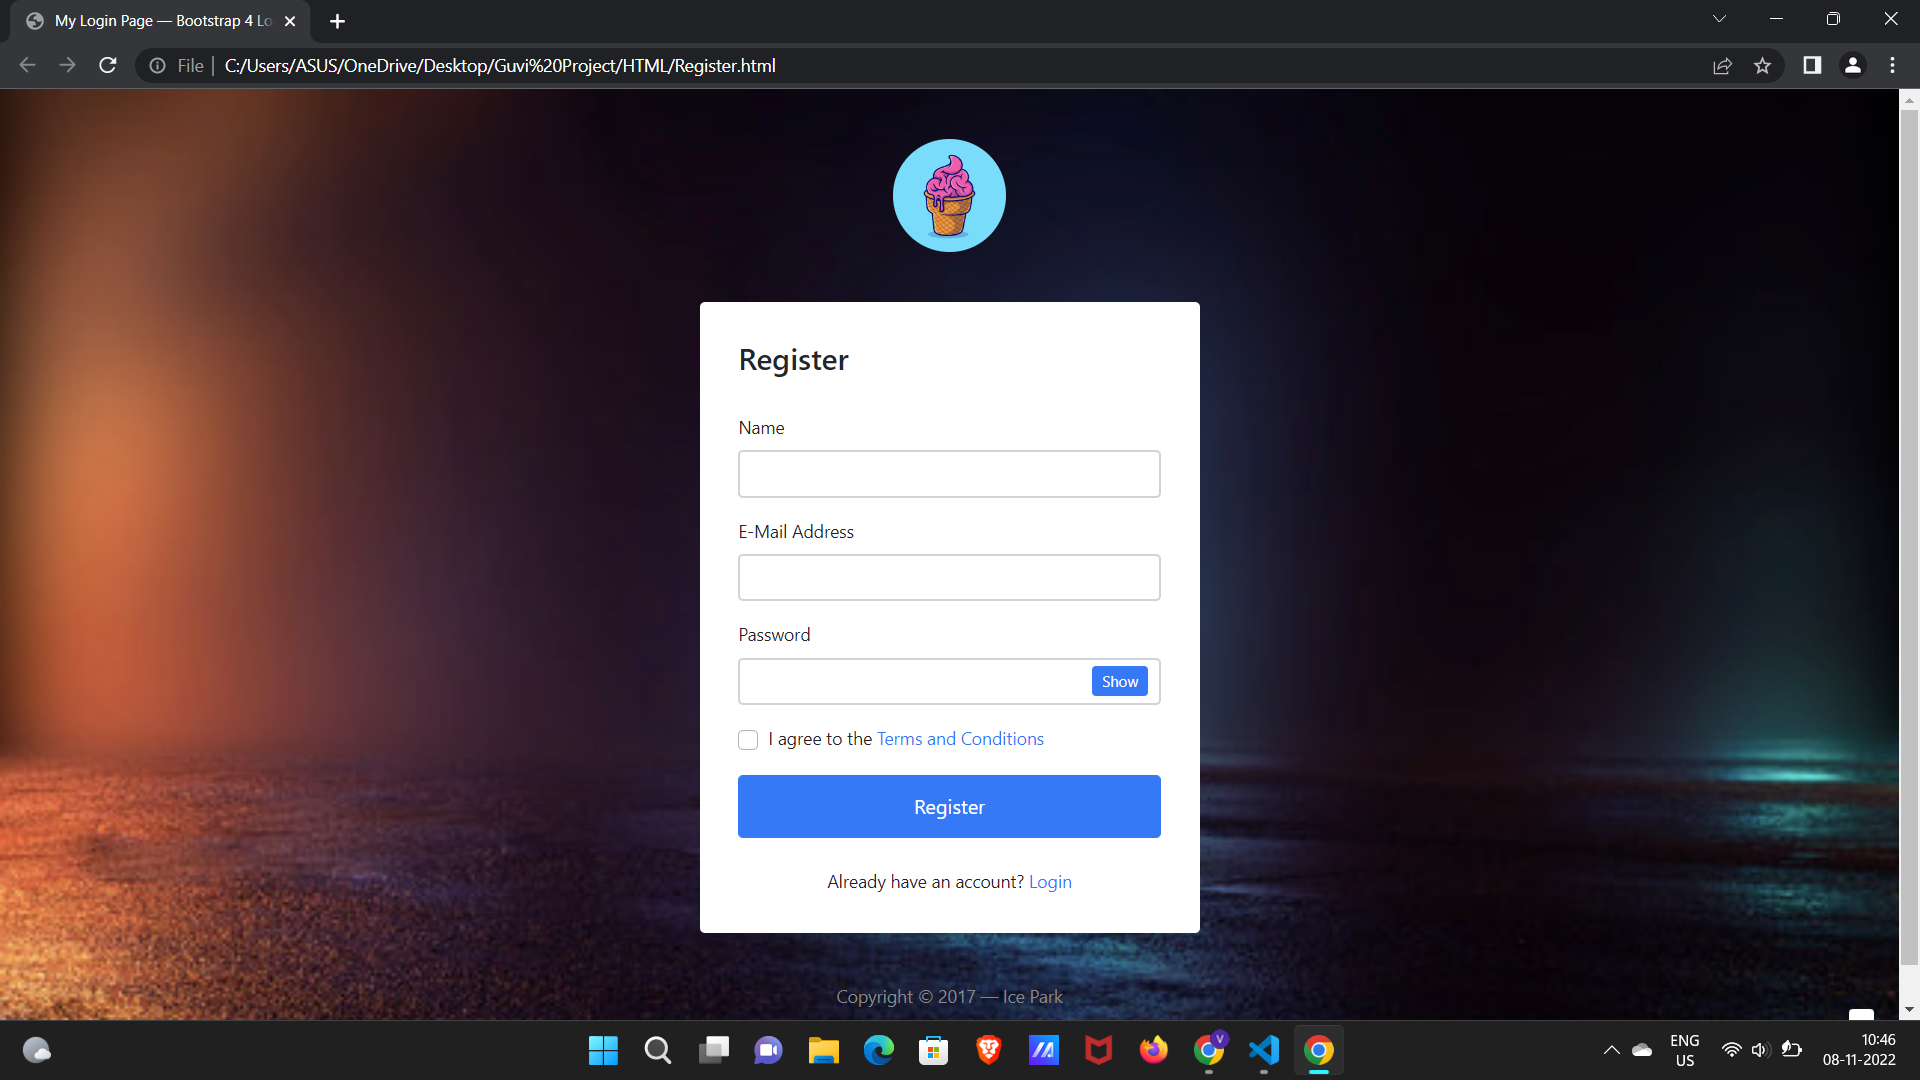 My Login Page — Bootstrap 4 Lo
File
C:/Users/ASUS/OneDrive/Desktop/Guvi%20Project/HTML/Register.html
Register
Name
E-Mail Address
Password
Show
I agree to the Terms and Conditions
Register
Already have an account? Login
Copyright © 2017 — Ice Park
V
ENG
US
10:46
08-11-2022